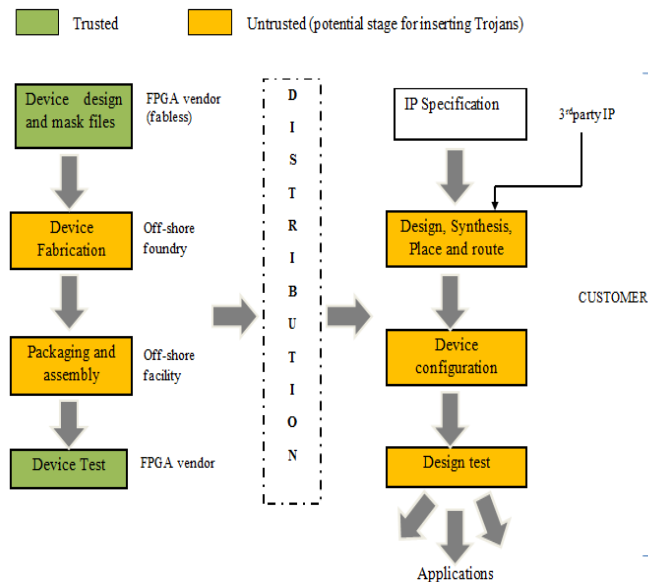 Trusted
Untrusted (potential stage for inserting Trojans)
Device design
and mask files
FPGA vendor
(fabless)
Device
Fabrication
Off-shore
foundry
Packaging and
assembly
Off-shore
facility
Device Test
FPGA vendor
D
I
S
T
R
I
B
U
T
I
O
N
IP Specification
3rdparty IP
Design, Synthesis,
Place and route
CUSTOMER
Device
configuration
Design test
Applications